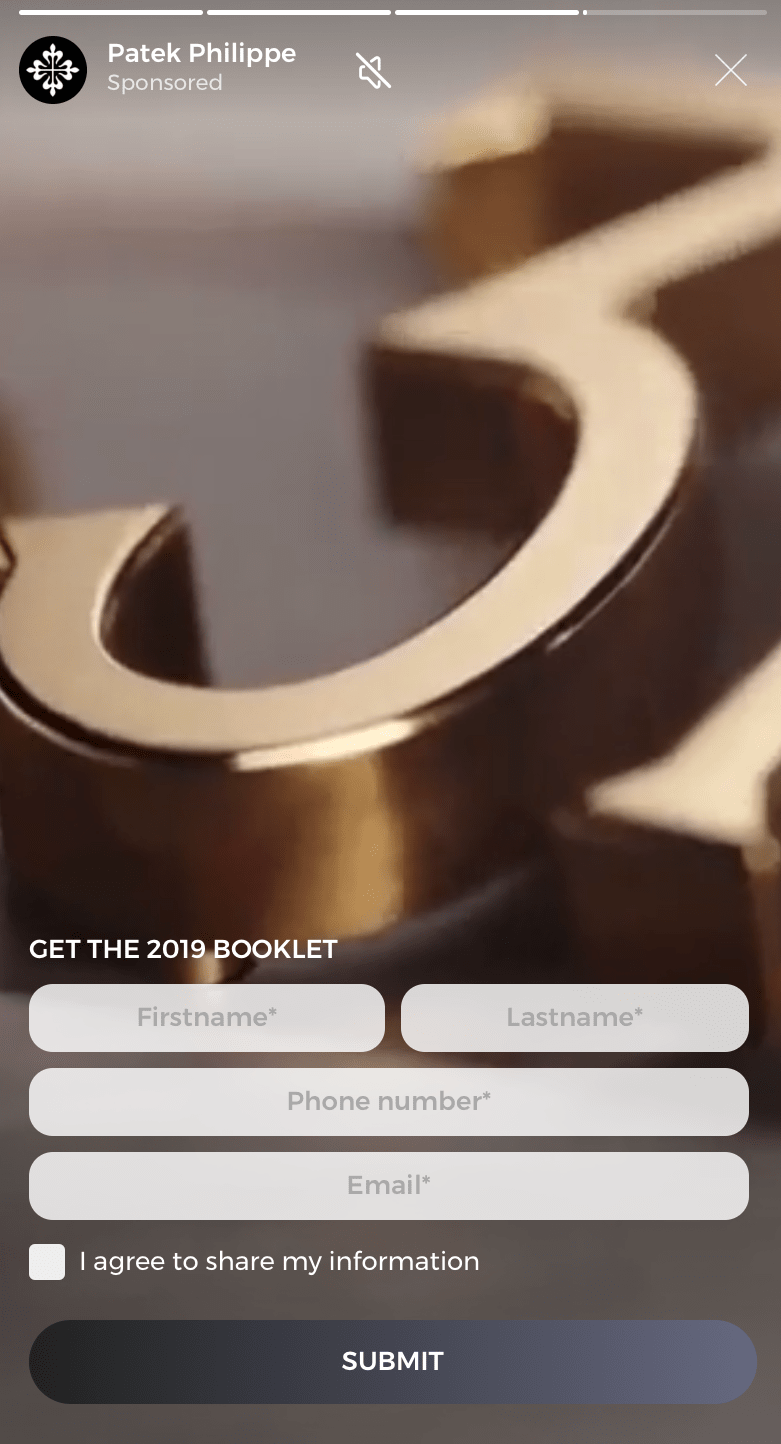 Patek Philippe
Sponsored
GET THE 2019 BOOKLET
Firstname*
Lastname*
Phone number*
Email*
I agree to share my information
SUBMIT